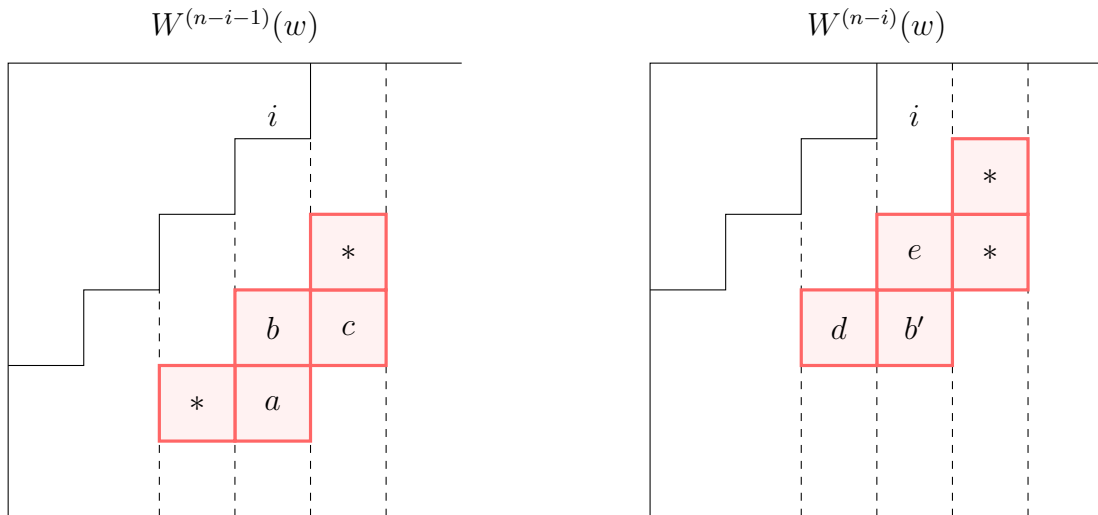 W^{(n-i-1)}(w) W^{(n-i)}(w)
i i
*
* e *
b c d b′
* a